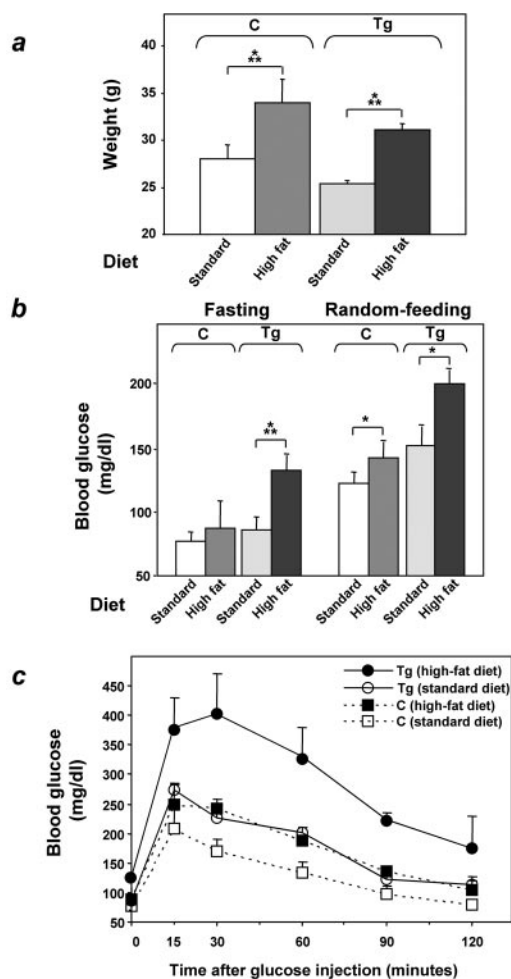 a
C Tg
* ** * **
40
35
30
25
20
Weight (g)
Diet Standard High fat Standard High fat
b
Fasting Random-feeding
C Tg C Tg
* ** * *
200
150
100
50
Blood glucose
(mg/dl)
Diet Standard High fat Standard High fat Standard High fat Standard High fat
c
Tg (high-fat diet)
Tg (standard diet)
C (high-fat diet)
C (standard diet)
450
400
350
300
250
200
150
100
50
Blood glucose
(mg/dl)
0 15 30 60 90 120
Time after glucose injection (minutes)